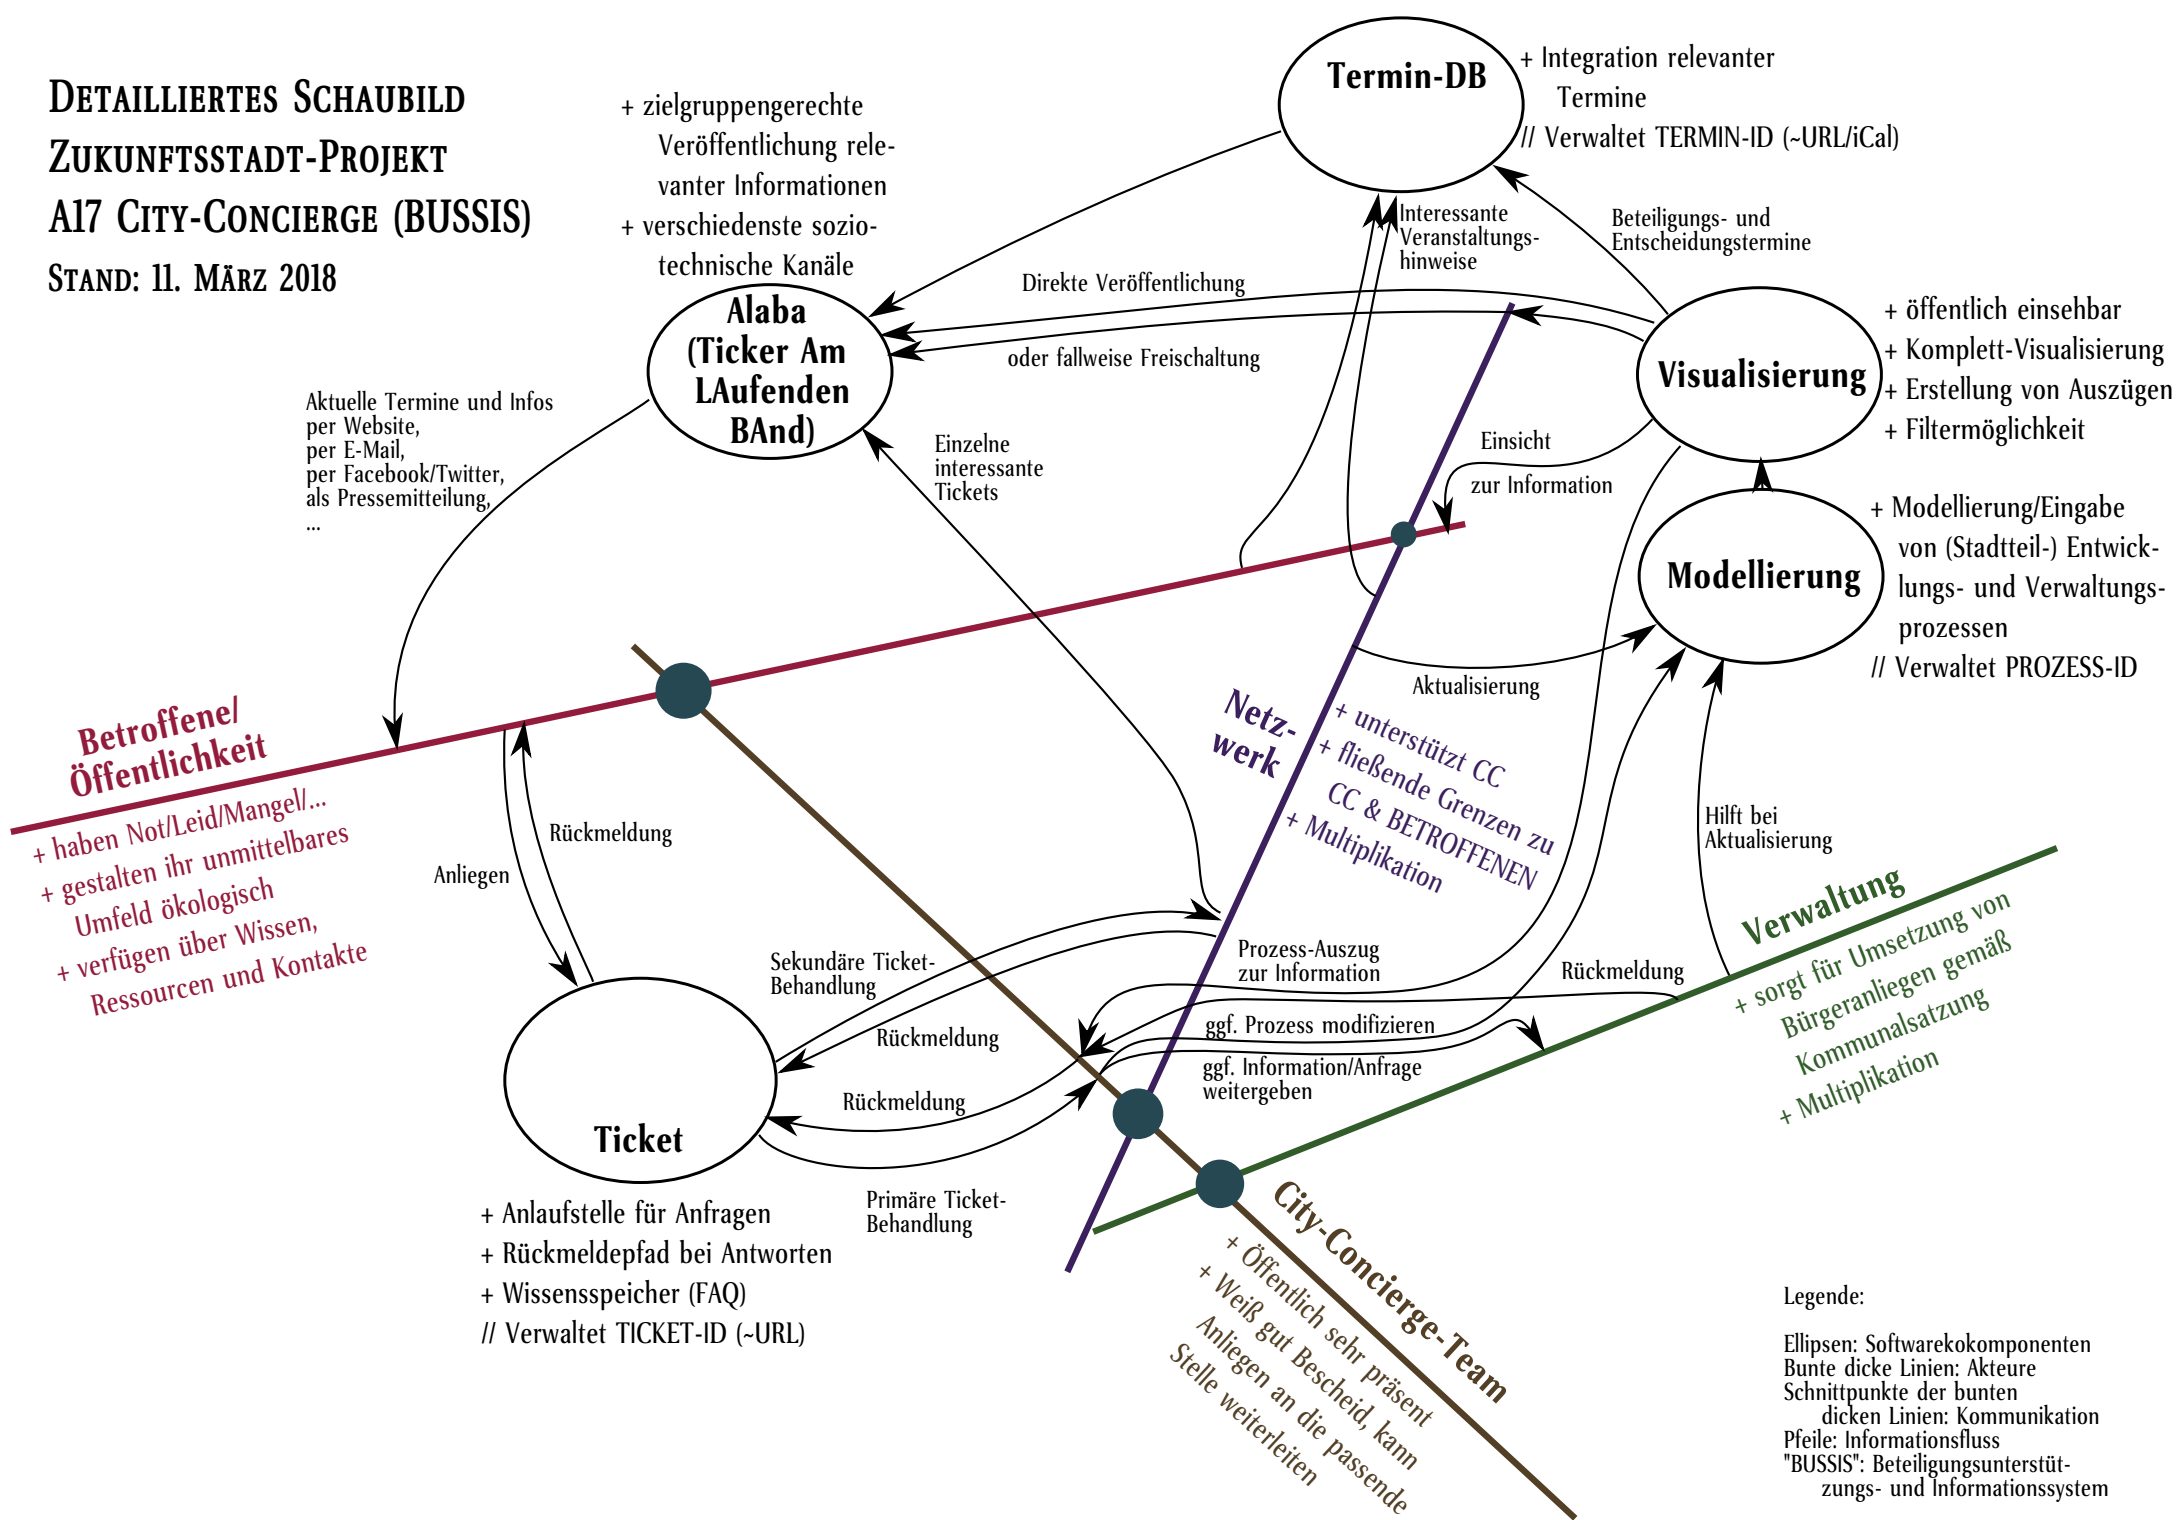 Detailliertes Schaubild
Zukunftsstadt-Projekt
A17 City-Concierge (BUSSIS)
Stand: 11. März 2018
+ zielgruppengerechte
Veröffentlichung rele-
vanter Informationen
+ verschiedenste sozio-
technische Kanäle
Termin-DB
+ Integration relevanter
Termine
// Verwaltet TERMIN-ID (~URL/iCal)
Interessante
Veranstaltungs-
hinweise
Beteiligungs- und
Entscheidungstermine
Direkte Veröffentlichung
oder fallweise Freischaltung
Alaba
(Ticker Am
LAufenden
BAnd)
Visualisierung
+ öffentlich einsehbar
+ Komplett-Visualisierung
+ Erstellung von Auszügen
+ Filtermöglichkeit
Aktuelle Termine und Infos
per Website,
per E-Mail,
per Facebook/Twitter,
als Pressemitteilung,
...
Einzelne
interessante
Tickets
Einsicht
zur Information
Modellierung
+ Modellierung/Eingabe
von (Stadtteil-) Entwick-
lungs- und Verwaltungs-
prozessen
// Verwaltet PROZESS-ID
Aktualisierung
Betroffene/
Öffentlichkeit
+ haben Not/Leid/Mangel/...
+ gestalten ihr unmittelbares
Umfeld ökologisch
+ verfügen über Wissen,
Ressourcen und Kontakte
Netz-
werk
+ unterstützt CC
+ fließende Grenzen zu
CC & BETROFFENEN
+ Multiplikation
Hilft bei
Aktualisierung
Anliegen
Rückmeldung
Verwaltung
+ sorgt für Umsetzung von
Bürgeranliegen gemäß
Kommunalsatzung
+ Multiplikation
Sekundäre Ticket-
Behandlung
Rückmeldung
Prozess-Auszug
zur Information
Rückmeldung
ggf. Prozess modifizieren
ggf. Information/Anfrage
weitergeben
Rückmeldung
Primäre Ticket-
Behandlung
Ticket
+ Anlaufstelle für Anfragen
+ Rückmeldepfad bei Antworten
+ Wissensspeicher (FAQ)
// Verwaltet TICKET-ID (~URL)
City-Concierge-Team
+ Öffentlich sehr präsent
+ Weiß gut Bescheid, kann
Anliegen an die passende
Stelle weiterleiten
Legende:
Ellipsen: Softwarekokomponenten
Bunte dicke Linien: Akteure
Schnittpunkte der bunten
dicken Linien: Kommunikation
Pfeile: Informationsfluss
"BUSSIS": Beteiligungsunterstüt-
zungs- und Informationssystem